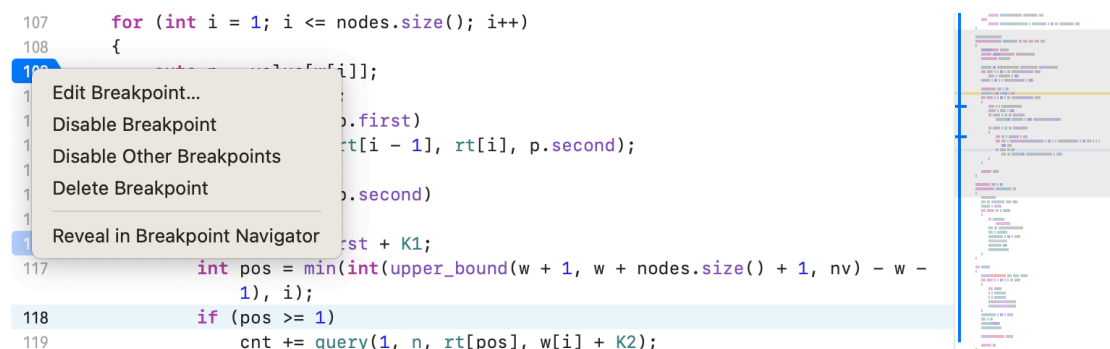 107 for (int i = 1; i <= nodes.size(); i++)
108 {
i]];
Edit Breakpoint...
;
Disable Breakpoint .first)
rt[i - 1], rt[i], p.second);
Disable Other Breakpoints
Delete Breakpoint .second)
Reveal in Breakpoint Navigator rst + K1;
117 int pos = min(int(upper_bound(w + 1, w + nodes.size() + 1, nv) - w -
1), i);
118 if (pos >= 1)
119 cnt += query(1, n, rt[pos], w[i] + K2);